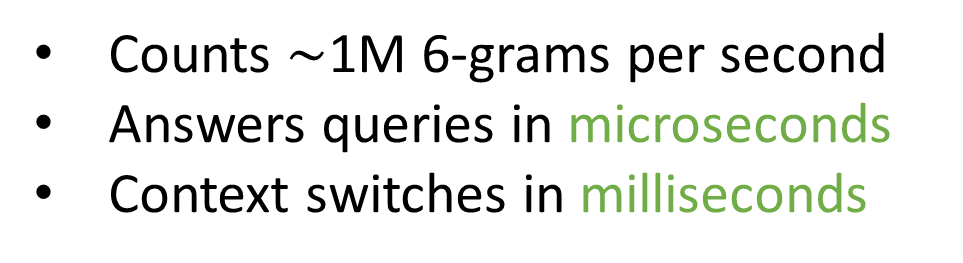 • Counts ~1M 6-grams per second
• Answers queries in microseconds
• Context switches in milliseconds